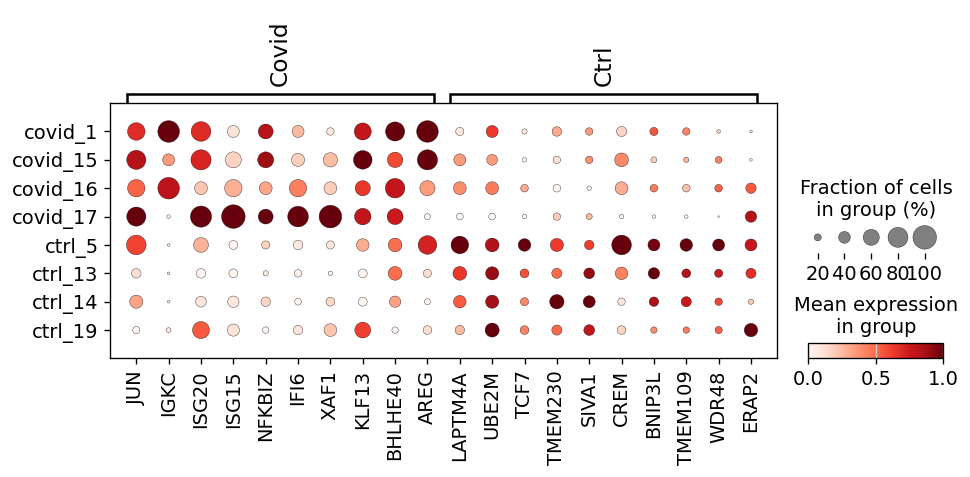 Covid
Ctrl
covid_1
covid_15
covid_16
covid_17
ctrl_5
ctrl_13
ctrl_14
ctrl_19
JUN
IGKC
ISG20
ISG15
NFKBIZ
IFI6
XAF1
KLF13
BHLHE40
AREG
LAPTM4A
UBE2M
TCF7
TMEM230
SIVA1
CREM
BNIP3L
TMEM109
WDR48
ERAP2
Fraction of cells
in group (%)
20 40 60 80 100
Mean expression
in group
0.0 0.5 1.0